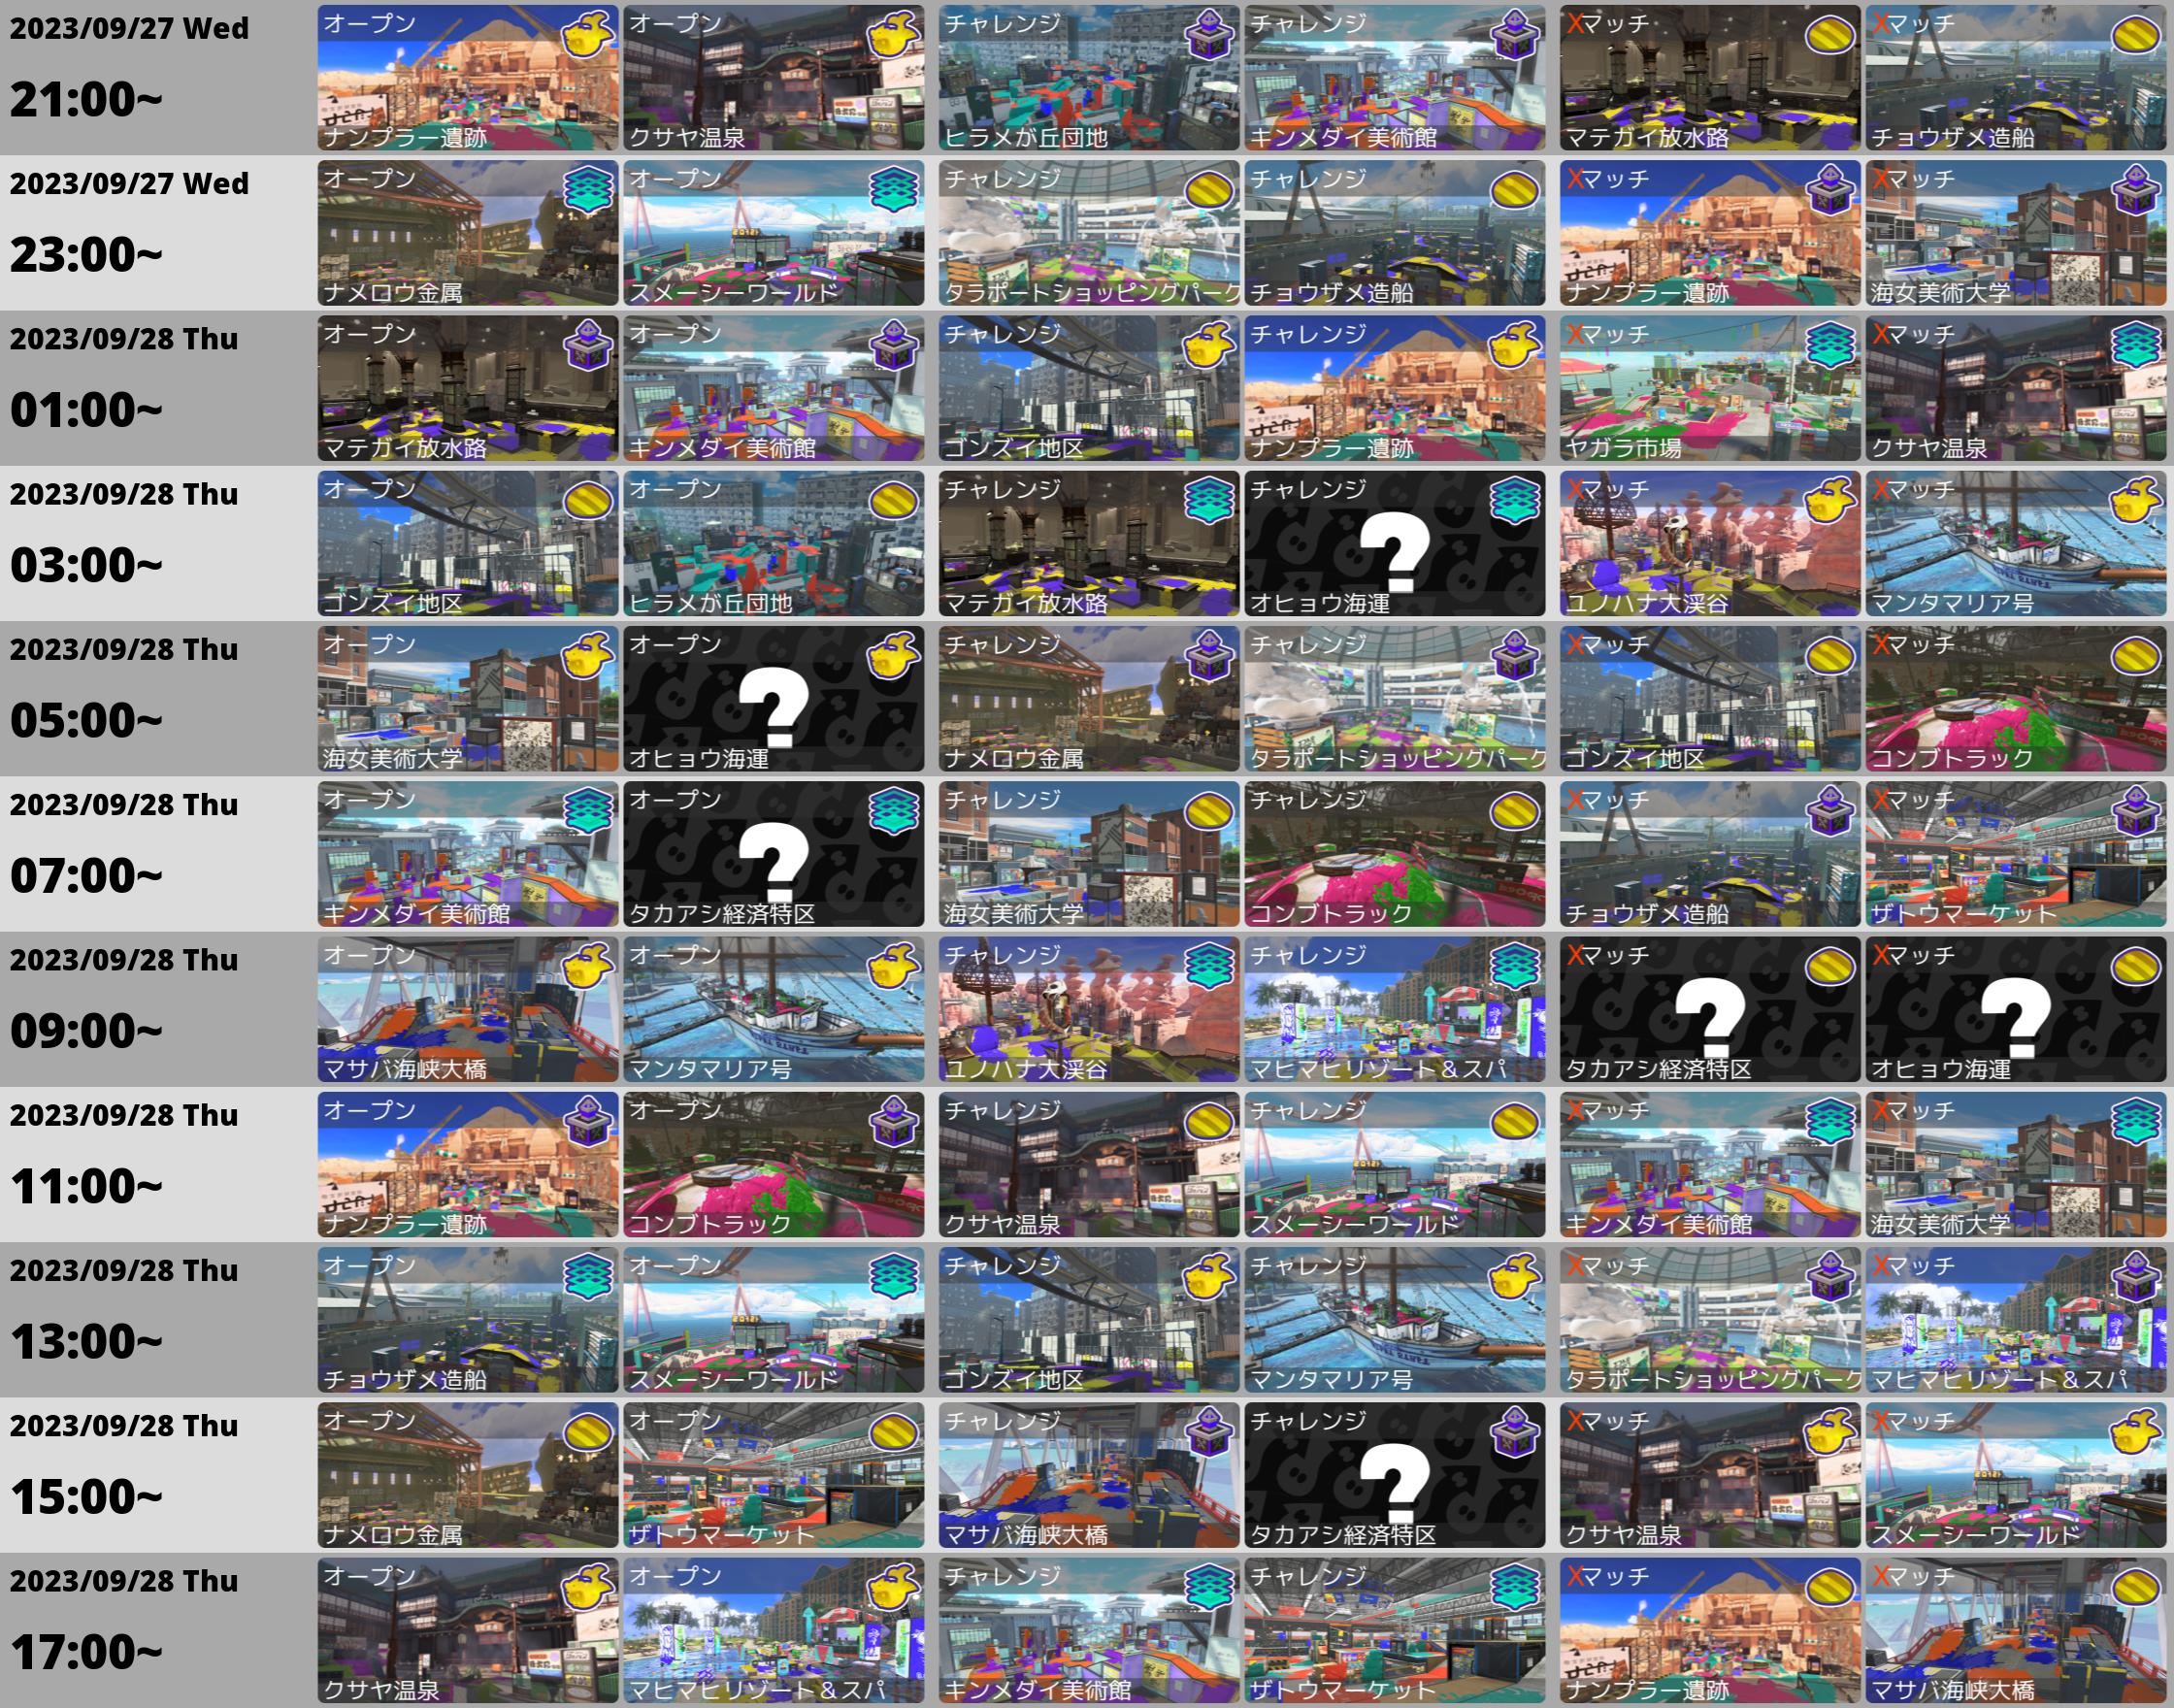 2023/09/27 Wed
21:00~
オープン
ナンプラー遺跡
オープン
クサヤ温泉
チャレンジ
ヒラメが丘団地
チャレンジ
キンメダイ美術館
Xマッチ
マテガイ放水路
Xマッチ
チョウザメ造船
2023/09/27 Wed
23:00~
オープン
ナメロウ金属
オープン
スメーシーワールド
チャレンジ
タラポートショッピングパーク
チャレンジ
チョウザメ造船
Xマッチ
ナンプラー遺跡
Xマッチ
海女美術大学
2023/09/28 Thu
01:00~
オープン
マテガイ放水路
オープン
キンメダイ美術館
チャレンジ
ゴンズイ地区
チャレンジ
ナンプラー遺跡
Xマッチ
ヤガラ市場
Xマッチ
クサヤ温泉
2023/09/28 Thu
03:00~
オープン
ゴンズイ地区
オープン
ヒラメが丘団地
チャレンジ
マテガイ放水路
チャレンジ
?
オヒョウ海運
Xマッチ
ユノハナ大渓谷
Xマッチ
マンタマリア号
2023/09/28 Thu
05:00~
オープン
海女美術大学
オープン
?
オヒョウ海運
チャレンジ
ナメロウ金属
チャレンジ
タラポートショッピングパーク
Xマッチ
ゴンズイ地区
Xマッチ
コンブトラック
2023/09/28 Thu
07:00~
オープン
キンメダイ美術館
オープン
?
タカアシ経済特区
チャレンジ
海女美術大学
チャレンジ
コンブトラック
Xマッチ
チョウザメ造船
Xマッチ
ザトウマーケット
2023/09/28 Thu
09:00~
オープン
マサバ海峡大橋
オープン
マンタマリア号
チャレンジ
ユノハナ大渓谷
チャレンジ
マヒマヒリゾート＆スパ
Xマッチ
?
タカアシ経済特区
Xマッチ
?
オヒョウ海運
2023/09/28 Thu
11:00~
オープン
ナンプラー遺跡
オープン
コンブトラック
チャレンジ
クサヤ温泉
チャレンジ
スメーシーワールド
Xマッチ
キンメダイ美術館
Xマッチ
海女美術大学
2023/09/28 Thu
13:00~
オープン
チョウザメ造船
オープン
スメーシーワールド
チャレンジ
ゴンズイ地区
チャレンジ
マンタマリア号
Xマッチ
タラポートショッピングパーク
Xマッチ
マヒマヒリゾート＆スパ
2023/09/28 Thu
15:00~
オープン
ナメロウ金属
オープン
ザトウマーケット
チャレンジ
マサバ海峡大橋
チャレンジ
?
タカアシ経済特区
Xマッチ
クサヤ温泉
Xマッチ
スメーシーワールド
2023/09/28 Thu
17:00~
オープン
クサヤ温泉
オープン
マヒマヒリゾート＆スパ
チャレンジ
キンメダイ美術館
チャレンジ
ザトウマーケット
Xマッチ
ナンプラー遺跡
Xマッチ
マサバ海峡大橋